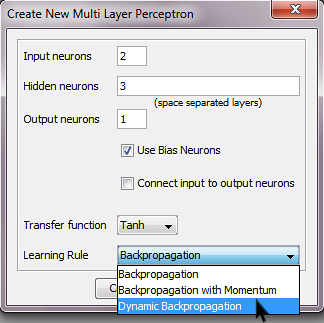 Create New Multi Layer Perceptron
Input neurons 2
Hidden neurons 3
(space separated layers)
Output neurons 1
Use Bias Neurons
Connect input to output neurons
Transfer function Tanh
Learning Rule Backpropagation
Backpropagation
Backpropagation with Momentum
Dynamic Backpropagation